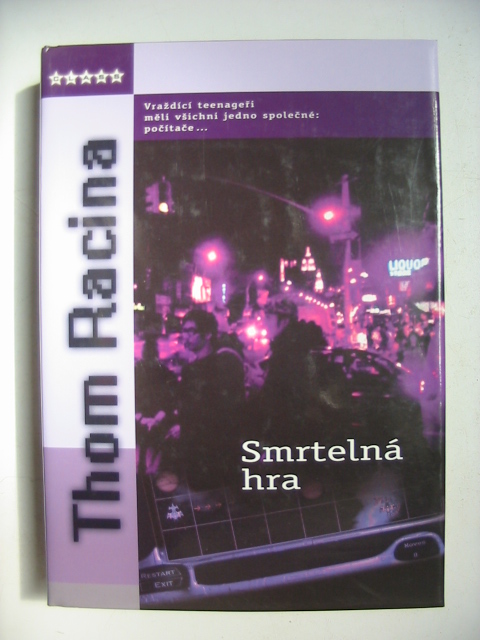 Vraždící teenageři
měli všichni jedno společné:
počítače...
Thom Racina
LIQUOR
Smrtelná
hra
RESTART
EXIT